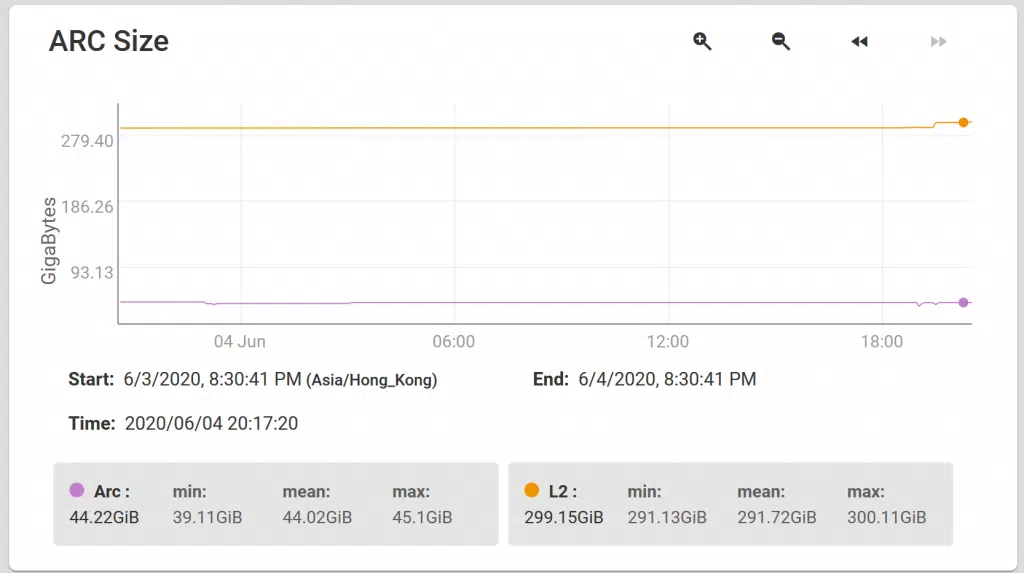 ARC Size
GigaBytes
279.40
186.26
93.13
04 Jun 06:00 12:00 18:00
Start: 6/3/2020, 8:30:41 PM (Asia/Hong_Kong) End: 6/4/2020, 8:30:41 PM
Time: 2020/06/04 20:17:20
Arc : min: mean: max:
44.22GiB 39.11GiB 44.02GiB 45.1GiB
L2 : min: mean: max:
299.15GiB 291.13GiB 291.72GiB 300.11GiB